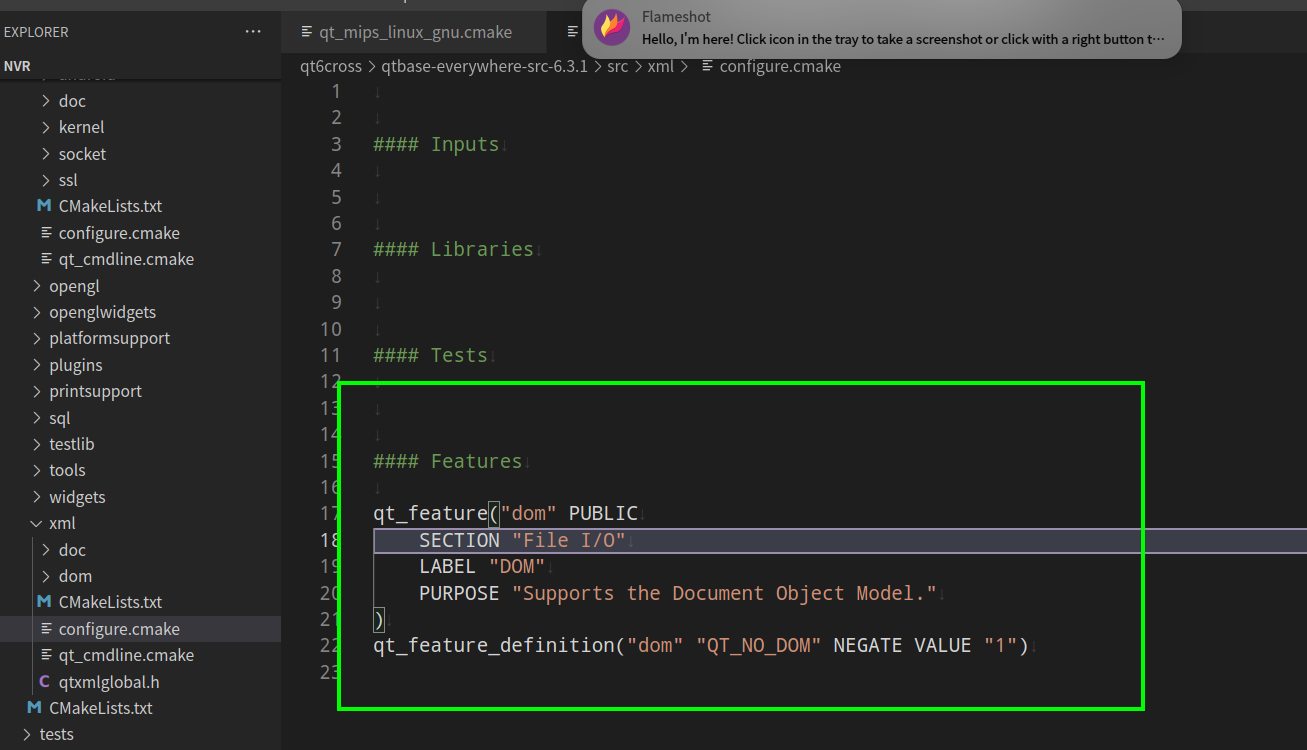 EXPLORER
···
NVR
android
doc
kernel
socket
ssl
CMakeLists.txt
configure.cmake
qt_cmdline.cmake
opengl
openglwidgets
platformsupport
plugins
printsupport
sql
testlib
tools
widgets
xml
doc
dom
CMakeLists.txt
configure.cmake
qt_cmdline.cmake
C qtxmlglobal.h
CMakeLists.txt
tests
qt_mips_linux_gnu.cmake
Flameshot
Hello, I'm here! Click icon in the tray to take a screenshot or click with a right button t···
qt6cross > qtbase-everywhere-src-6.3.1 > src > xml > configure.cmake
1
2
3 #### Inputs
4
5
6
7 #### Libraries
8
9
10
11 #### Tests
12
13
14
15 #### Features
16
17 qt_feature("dom" PUBLIC
18 SECTION "File I/O"
19 LABEL "DOM"
20 PURPOSE "Supports the Document Object Model."
21 )
22 qt_feature_definition("dom" "QT_NO_DOM" NEGATE VALUE "1")
23